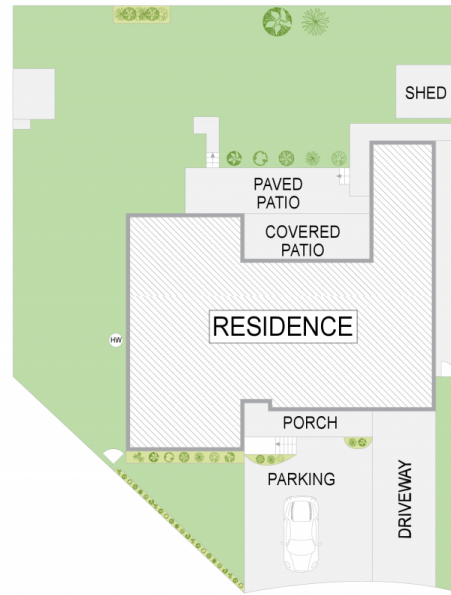 SHED
PAVED
PATIO
COVERED
PATIO
RESIDENCE
HW
PORCH
PARKING
DRIVEWAY